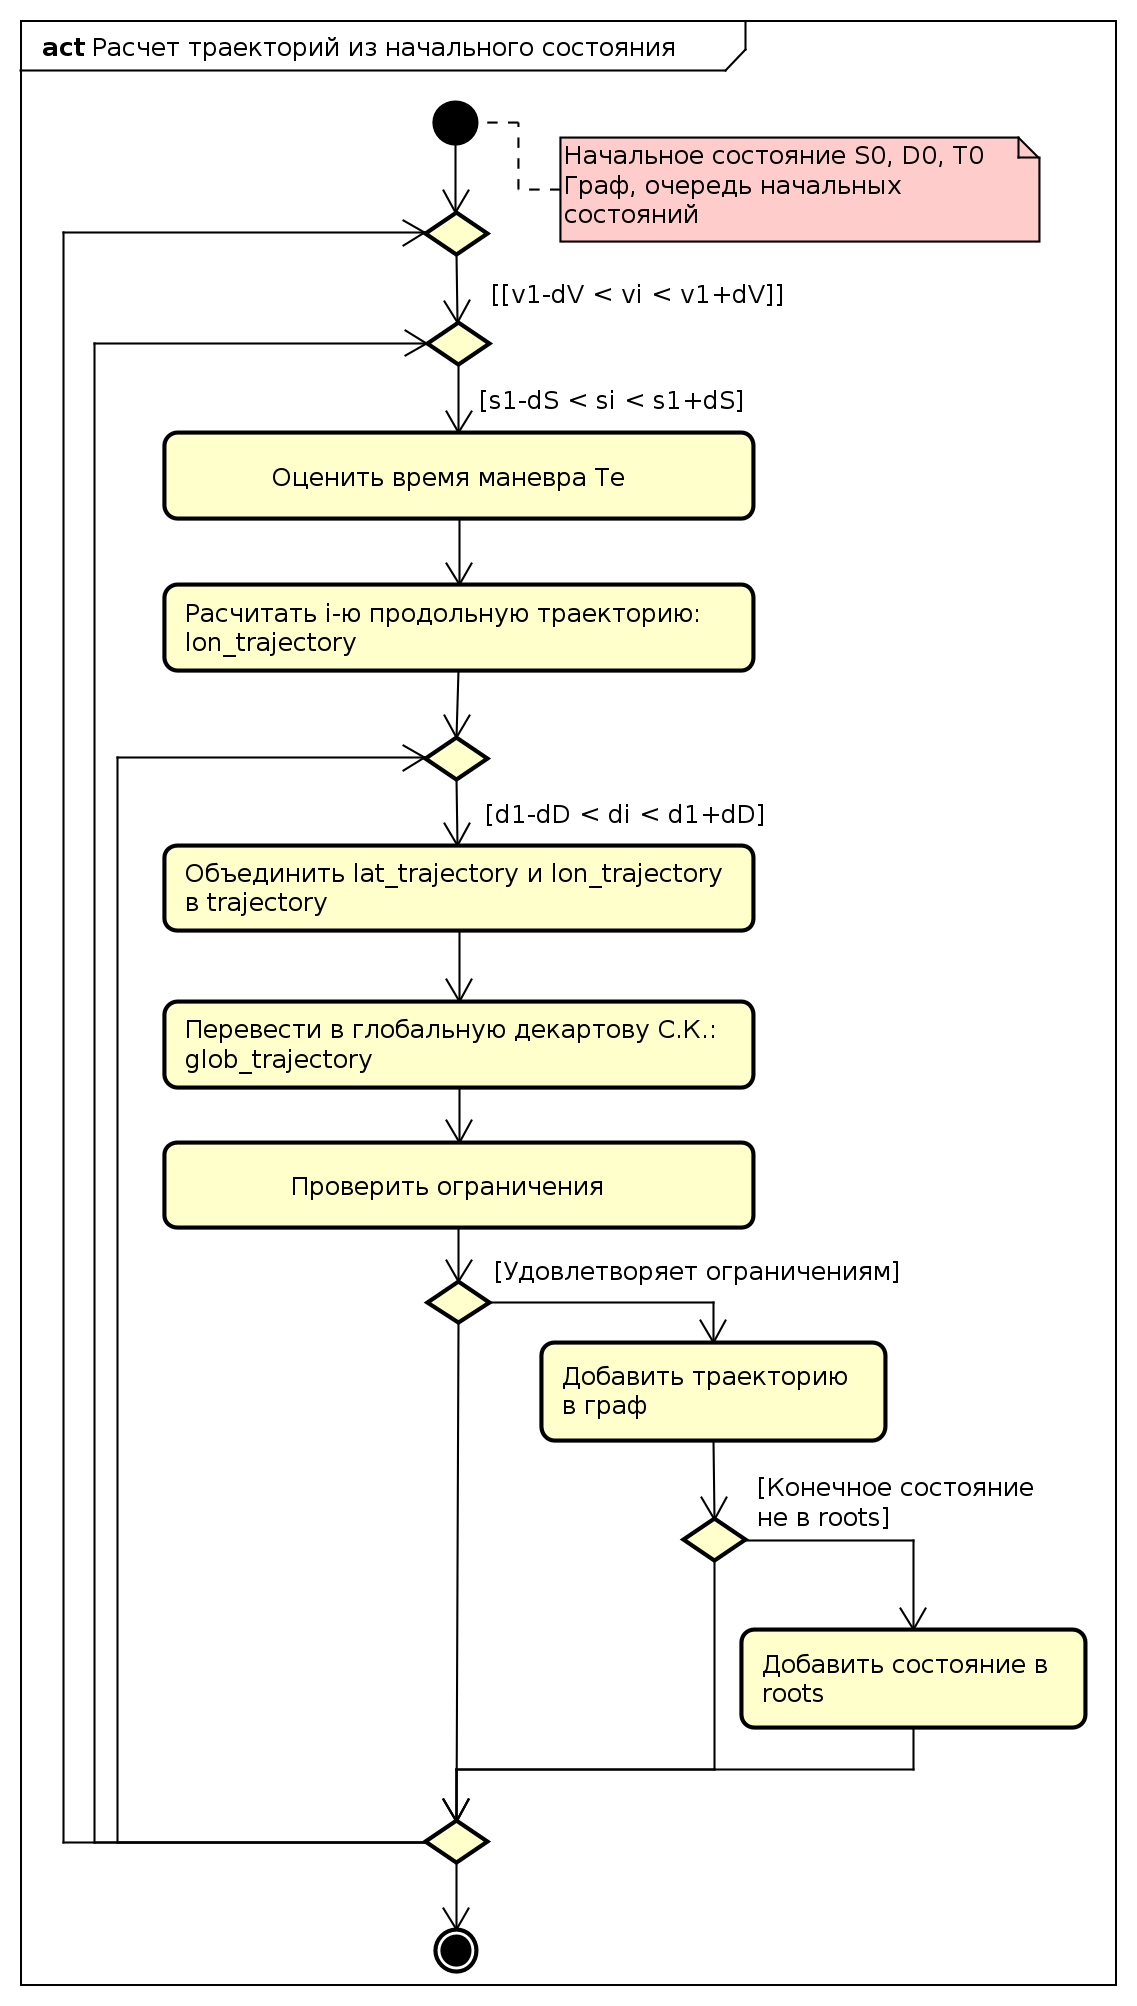 act Расчет траекторий из начального состояния
Начальное состояние S0, D0, T0
Граф, очередь начальных
состояний
[[v1-dV < vi < v1+dV]]
[s1-dS < si < s1+dS]
Оценить время маневра Te
Расчитать i-ю продольную траекторию:
lon_trajectory
[d1-dD < di < d1+dD]
Объединить lat_trajectory и lon_trajectory
в trajectory
Перевести в глобальную декартову С.К.:
glob_trajectory
Проверить ограничения
[Удовлетворяет ограничениям]
Добавить траекторию
в граф
[Конечное состояние
не в roots]
Добавить состояние в
roots